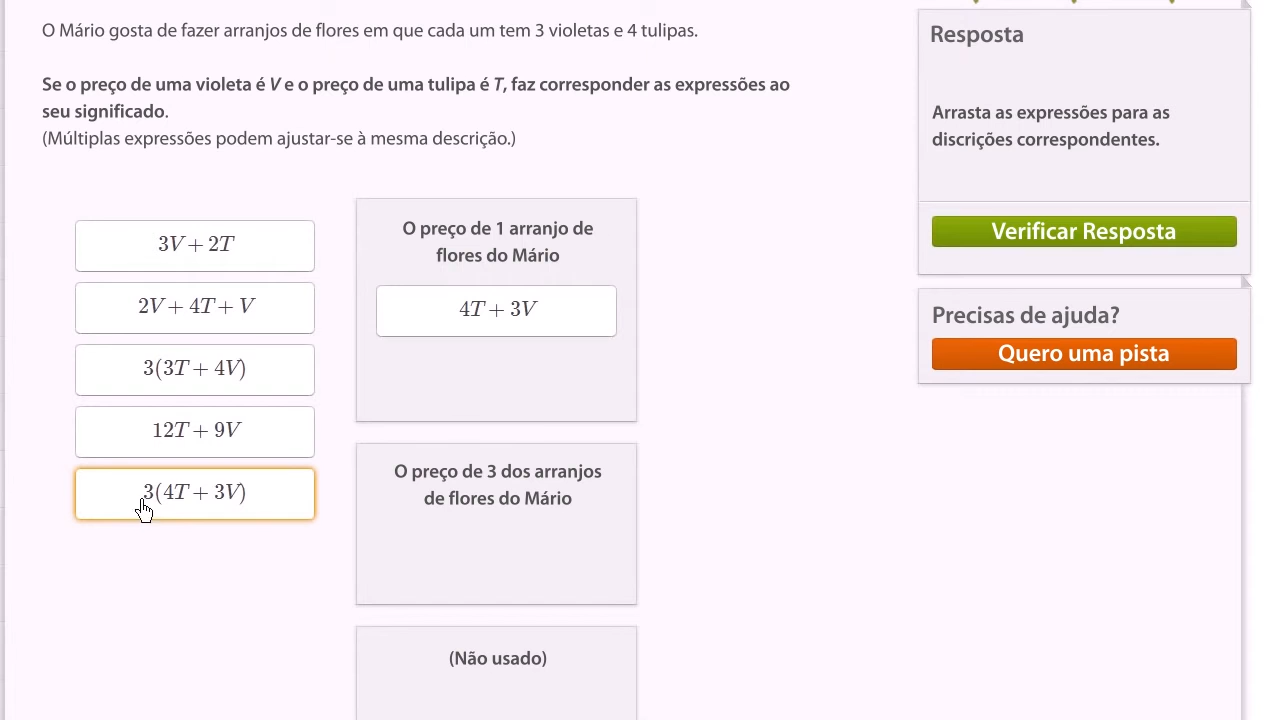 O Mário gosta de fazer arranjos de flores em que cada um tem 3 violetas e 4 tulipas.
Se o preço de uma violeta é V e o preço de uma tulipa é T, faz corresponder as expressões ao
seu significado.
(Múltiplas expressões podem ajustar-se à mesma descrição.)
3V + 2T
2V + 4T + V
3(3T + 4V)
12T + 9V
3(4T + 3V)
O preço de 1 arranjo de
flores do Mário
4T + 3V
O preço de 3 dos arranjos
de flores do Mário
(Não usado)
Resposta
Arrasta as expressões para as
discrições correspondentes.
Verificar Resposta
Precisas de ajuda?
Quero uma pista